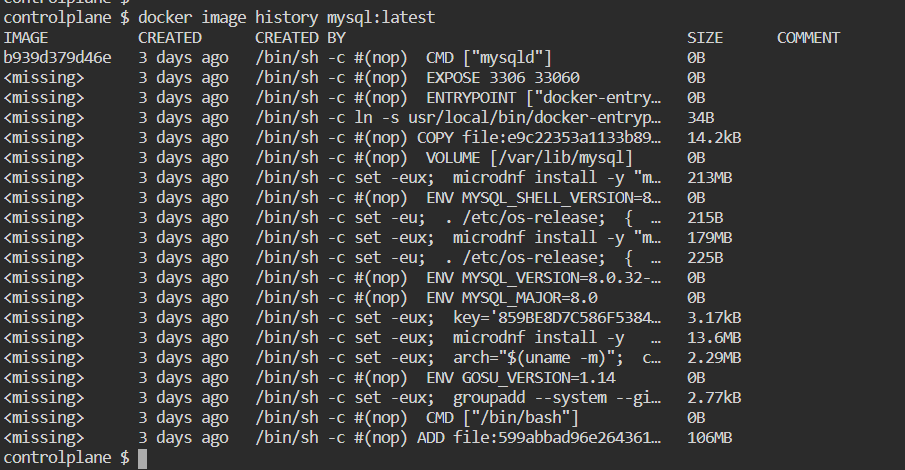 controlplane $
controlplane $ docker image history mysql:latest
IMAGE CREATED CREATED BY SIZE COMMENT
b939d379d46e 3 days ago /bin/sh -c #(nop) CMD ["mysqld"] 0B
<missing> 3 days ago /bin/sh -c #(nop) EXPOSE 3306 33060 0B
<missing> 3 days ago /bin/sh -c #(nop) ENTRYPOINT ["docker-entry… 0B
<missing> 3 days ago /bin/sh -c ln -s usr/local/bin/docker-entryp… 34B
<missing> 3 days ago /bin/sh -c #(nop) COPY file:e9c22353a1133b89… 14.2kB
<missing> 3 days ago /bin/sh -c #(nop) VOLUME [/var/lib/mysql] 0B
<missing> 3 days ago /bin/sh -c set -eux; microdnf install -y "m… 213MB
<missing> 3 days ago /bin/sh -c #(nop) ENV MYSQL_SHELL_VERSION=8… 0B
<missing> 3 days ago /bin/sh -c set -eu; . /etc/os-release; { … 215B
<missing> 3 days ago /bin/sh -c set -eux; microdnf install -y "m… 179MB
<missing> 3 days ago /bin/sh -c set -eu; . /etc/os-release; { … 225B
<missing> 3 days ago /bin/sh -c #(nop) ENV MYSQL_VERSION=8.0.32-… 0B
<missing> 3 days ago /bin/sh -c #(nop) ENV MYSQL_MAJOR=8.0 0B
<missing> 3 days ago /bin/sh -c set -eux; key='859BE8D7C586F5384… 3.17kB
<missing> 3 days ago /bin/sh -c set -eux; microdnf install -y … 13.6MB
<missing> 3 days ago /bin/sh -c set -eux; arch="$(uname -m)"; c… 2.29MB
<missing> 3 days ago /bin/sh -c #(nop) ENV GOSU_VERSION=1.14 0B
<missing> 3 days ago /bin/sh -c set -eux; groupadd --system --gi… 2.77kB
<missing> 3 days ago /bin/sh -c #(nop) CMD ["/bin/bash"] 0B
<missing> 3 days ago /bin/sh -c #(nop) ADD file:599abbad96e264361… 106MB
controlplane $